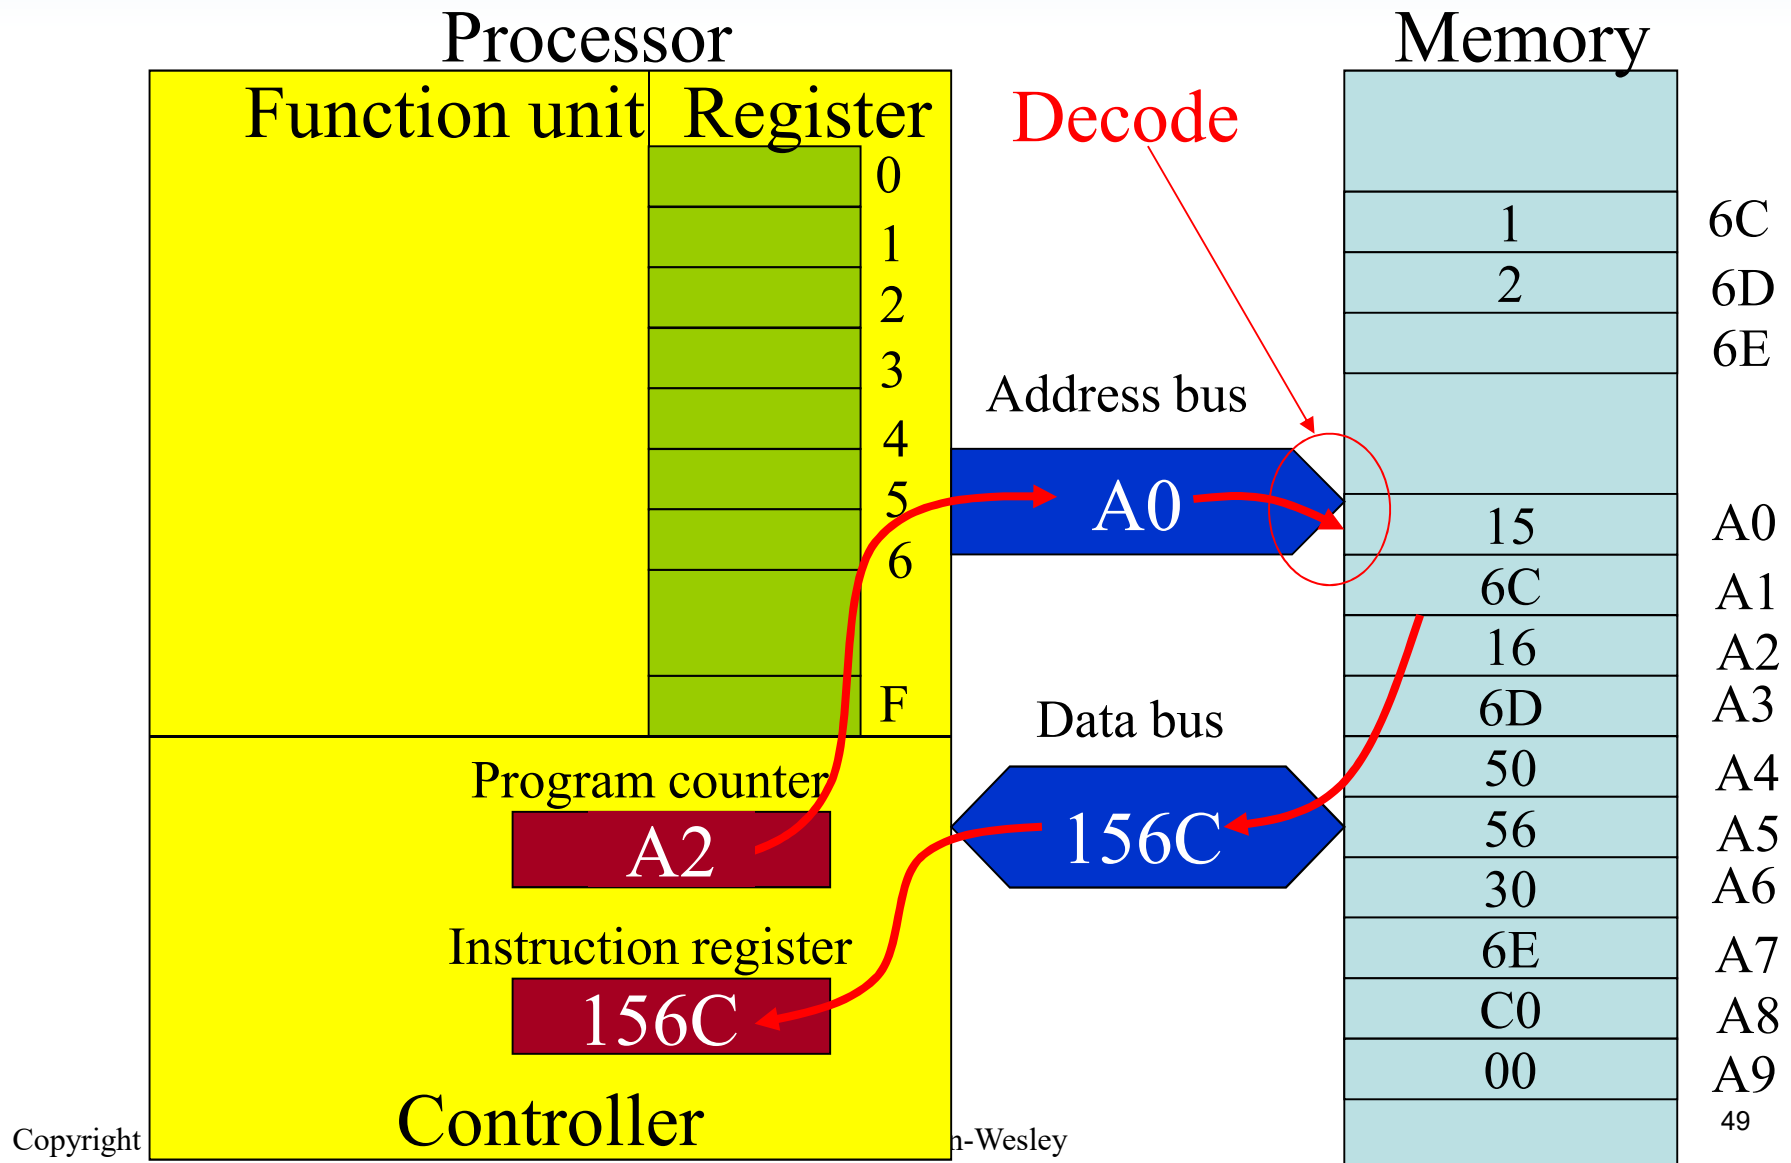 Processor
Memory
Function unit
Register
Decode
0
1
2
3
4
5
6
F
1
6C
2
6D
6E
Address bus
A0
15
A0
6C
A1
16
A2
6D
A3
50
A4
56
A5
30
A6
6E
A7
C0
A8
00
A9
Data bus
156C
Program counter
A2
Instruction register
156C
Controller
Copyright
n-Wesley
49